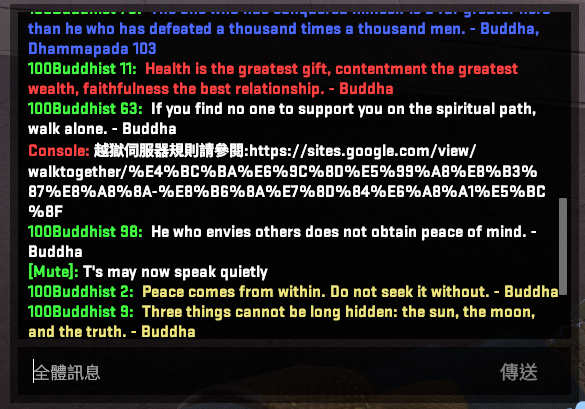 than he who has defeated a thousand times a thousand men. - Buddha,
Dhammapada 103
100Buddhist 11: Health is the greatest gift, contentment the greatest
wealth, faithfulness the best relationship. - Buddha
100Buddhist 63: If you find no one to support you on the spiritual path,
walk alone. - Buddha
Console: 越獄伺服器規則請參閱:https://sites.google.com/view/
walktogether/%E4%BC%BA%E6%9C%8D%E5%99%A8%E8%B3%
87%E8%A8%8A-%E8%B6%8A%E7%8D%84%E6%A8%A1%E5%BC
%8F
100Buddhist 98: He who envies others does not obtain peace of mind. -
Buddha
[Mute]: T's may now speak quietly
100Buddhist 2: Peace comes from within. Do not seek it without. - Buddha
100Buddhist 9: Three things cannot be long hidden: the sun, the moon,
and the truth. - Buddha
全體訊息 傳送